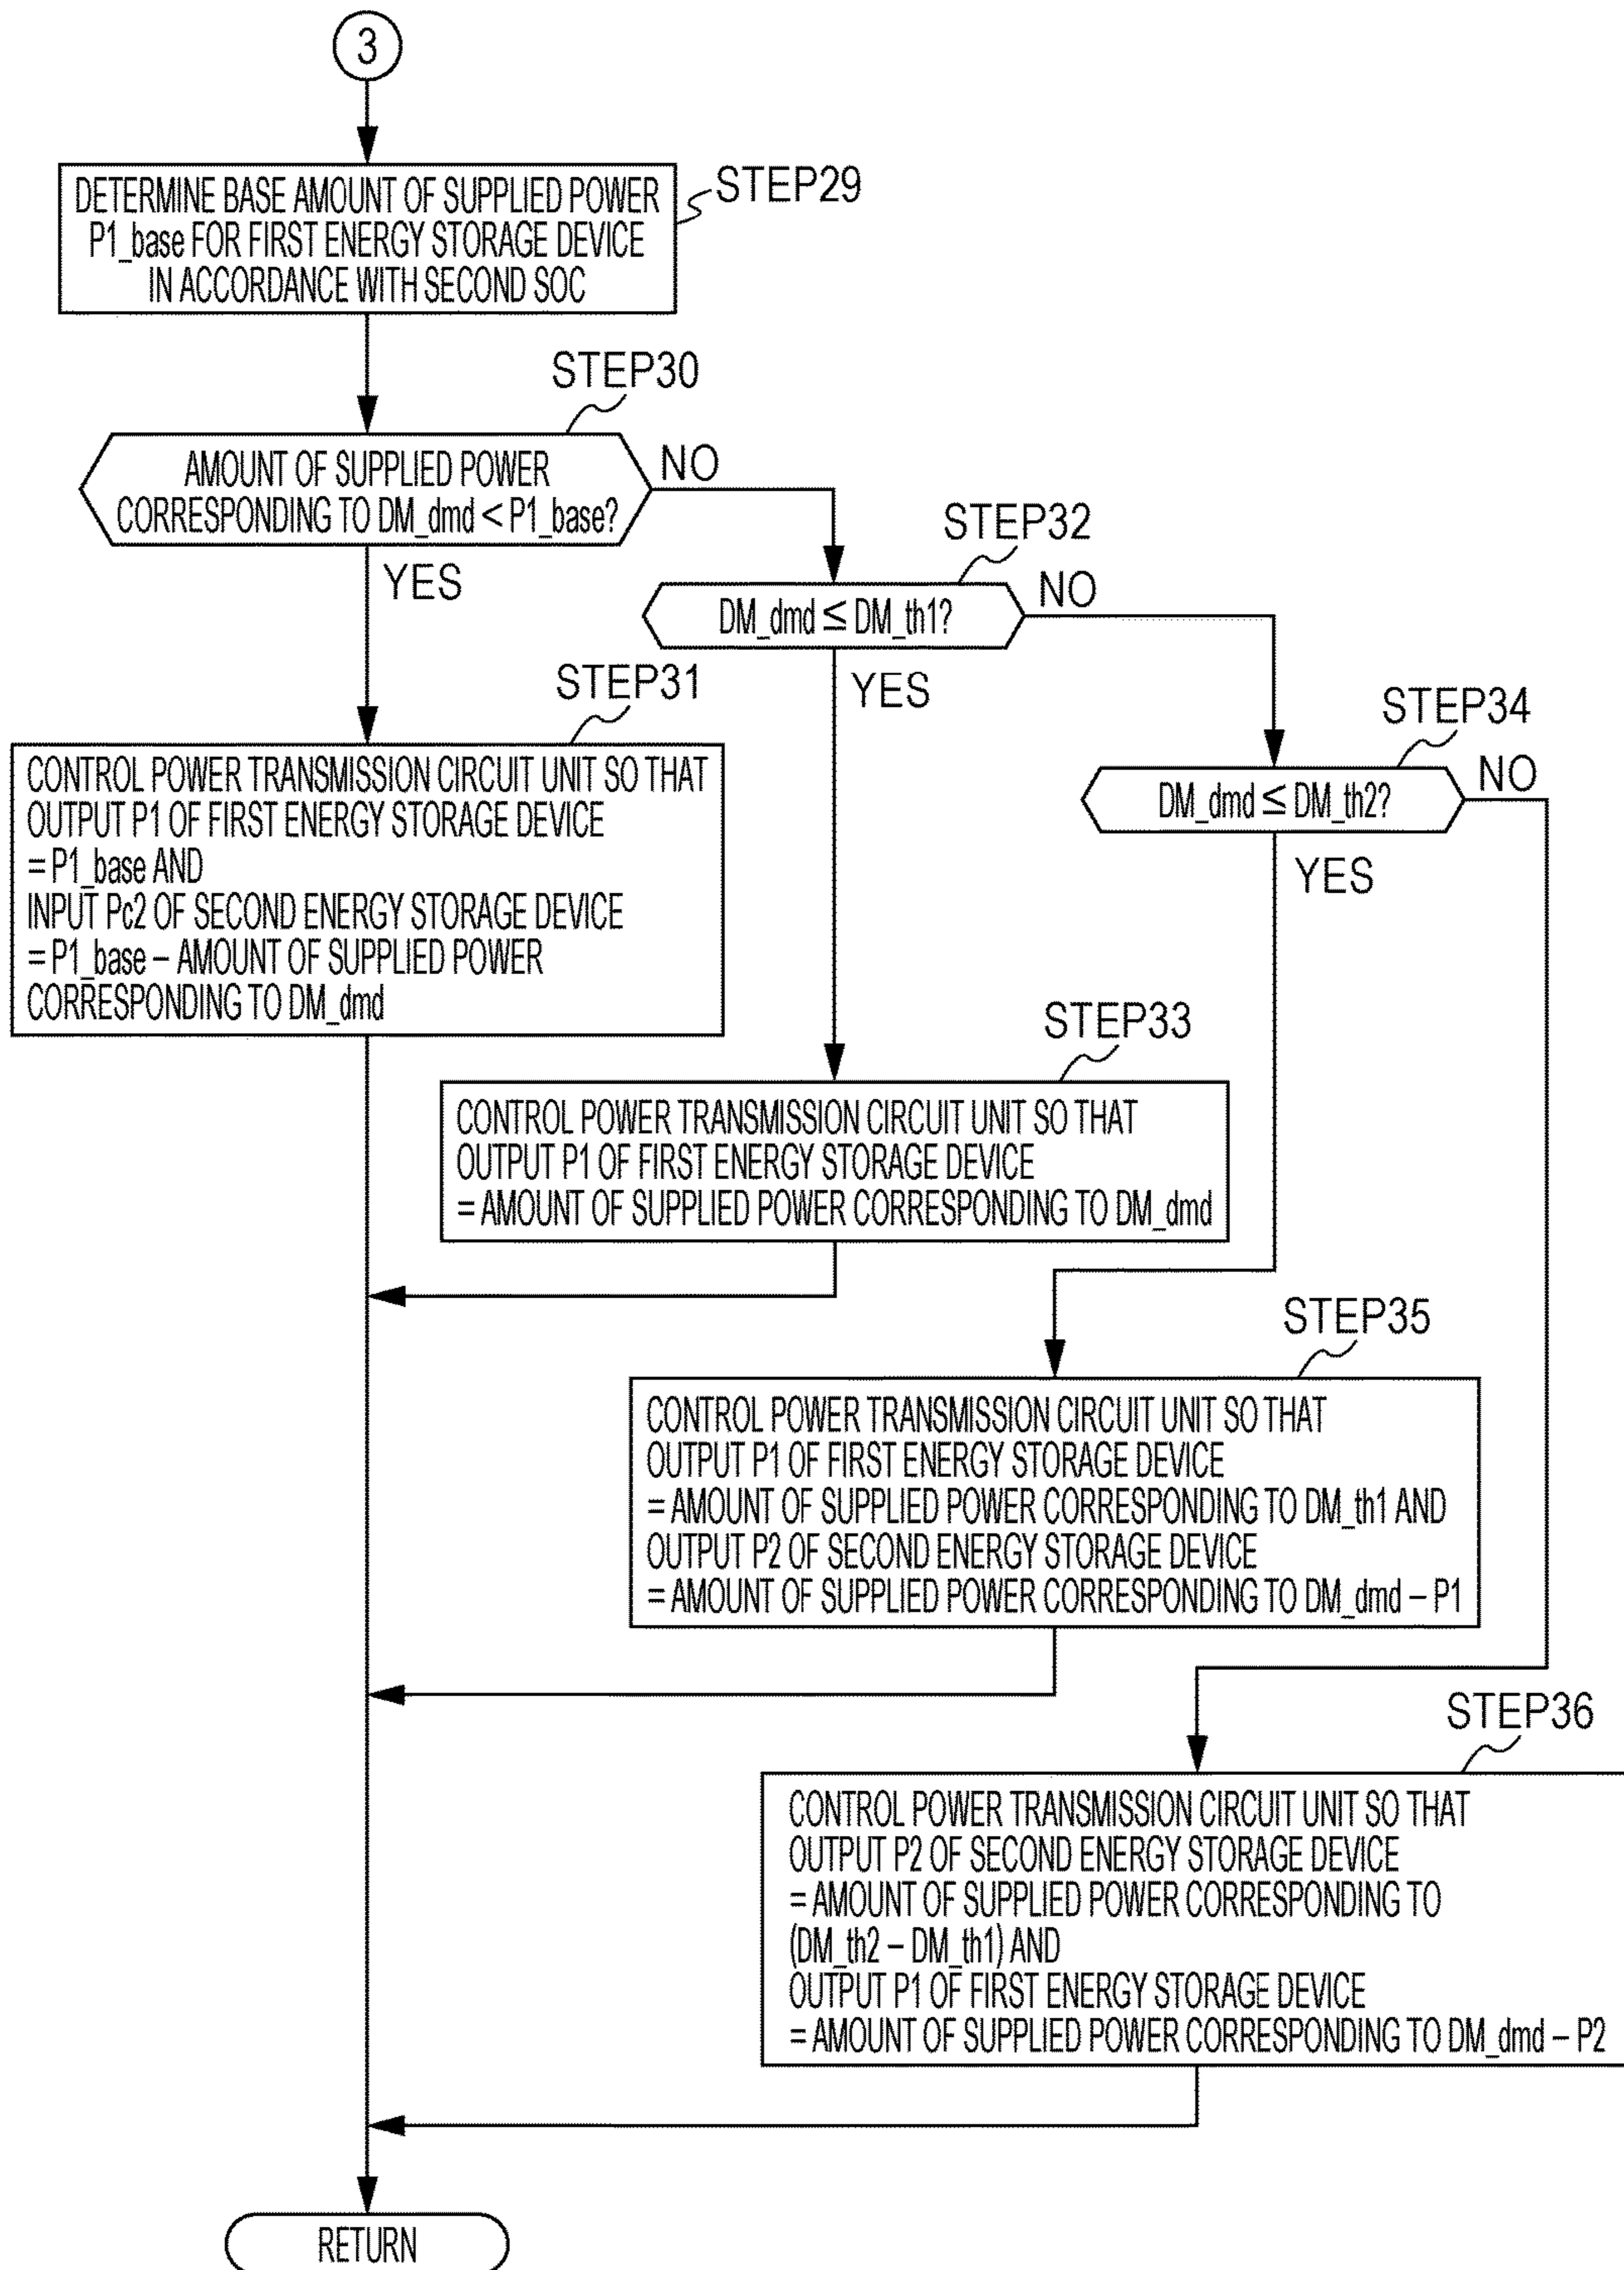 3
DETERMINE BASE AMOUNT OF SUPPLIED POWER
P1_base FOR FIRST ENERGY STORAGE DEVICE
IN ACCORDANCE WITH SECOND SOC
STEP29
STEP30
AMOUNT OF SUPPLIED POWER
CORRESPONDING TO DM_dmd < P1_base?
NO
YES
STEP32
DM_dmd ≤ DM_th1?
NO
YES
STEP31
CONTROL POWER TRANSMISSION CIRCUIT UNIT SO THAT
OUTPUT P1 OF FIRST ENERGY STORAGE DEVICE
= P1_base AND
INPUT Pc2 OF SECOND ENERGY STORAGE DEVICE
= P1_base – AMOUNT OF SUPPLIED POWER
CORRESPONDING TO DM_dmd
STEP34
DM_dmd ≤ DM_th2?
NO
YES
STEP33
CONTROL POWER TRANSMISSION CIRCUIT UNIT SO THAT
OUTPUT P1 OF FIRST ENERGY STORAGE DEVICE
= AMOUNT OF SUPPLIED POWER CORRESPONDING TO DM_dmd
STEP35
CONTROL POWER TRANSMISSION CIRCUIT UNIT SO THAT
OUTPUT P1 OF FIRST ENERGY STORAGE DEVICE
= AMOUNT OF SUPPLIED POWER CORRESPONDING TO DM_th1 AND
OUTPUT P2 OF SECOND ENERGY STORAGE DEVICE
= AMOUNT OF SUPPLIED POWER CORRESPONDING TO DM_dmd – P1
STEP36
CONTROL POWER TRANSMISSION CIRCUIT UNIT SO THAT
OUTPUT P2 OF SECOND ENERGY STORAGE DEVICE
= AMOUNT OF SUPPLIED POWER CORRESPONDING TO
(DM_th2 – DM_th1) AND
OUTPUT P1 OF FIRST ENERGY STORAGE DEVICE
= AMOUNT OF SUPPLIED POWER CORRESPONDING TO DM_dmd – P2
RETURN